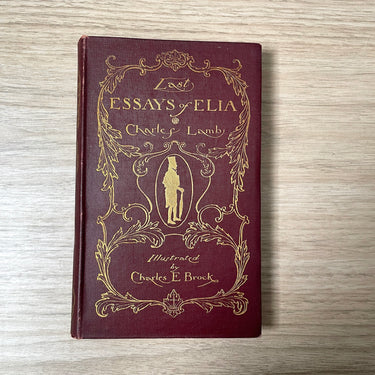 Last
ESSAYS of ELIA
Charles Lamb
Illustrated
by
Charles E Brock